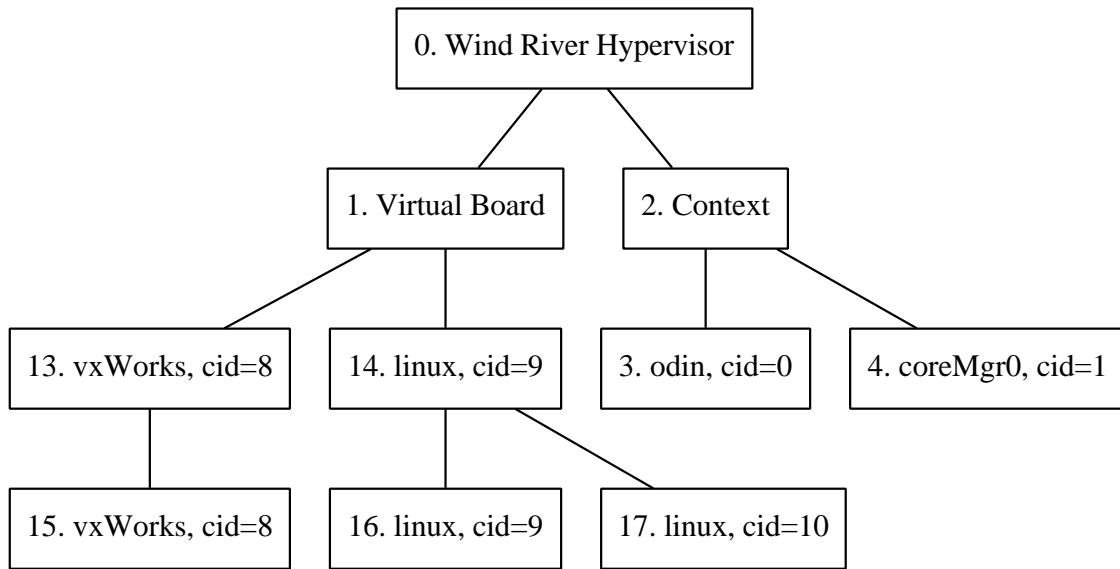 0. Wind River Hypervisor
1. Virtual Board
2. Context
13. vxWorks, cid=8
14. linux, cid=9
3. odin, cid=0
4. coreMgr0, cid=1
15. vxWorks, cid=8
16. linux, cid=9
17. linux, cid=10